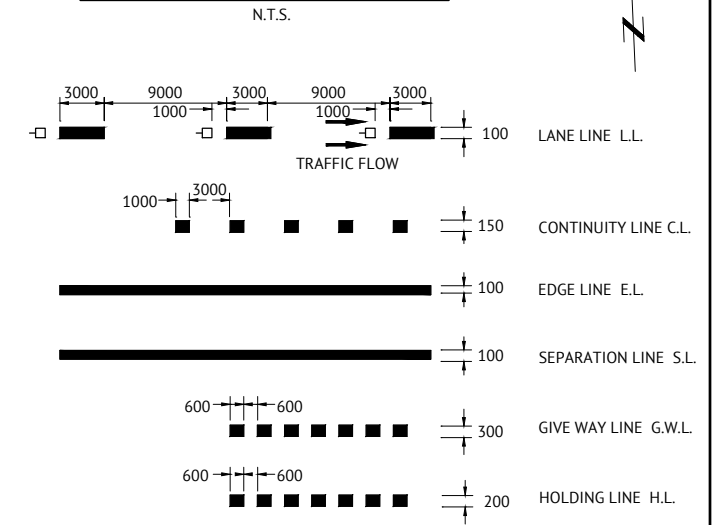 N.T.S.
3000 9000 3000 9000 3000
1000 1000
100 LANE LINE L.L.
TRAFFIC FLOW
1000 3000
150 CONTINUITY LINE C.L.
100 EDGE LINE E.L.
100 SEPARATION LINE S.L.
600 600
300 GIVE WAY LINE G.W.L.
600 600
200 HOLDING LINE H.L.